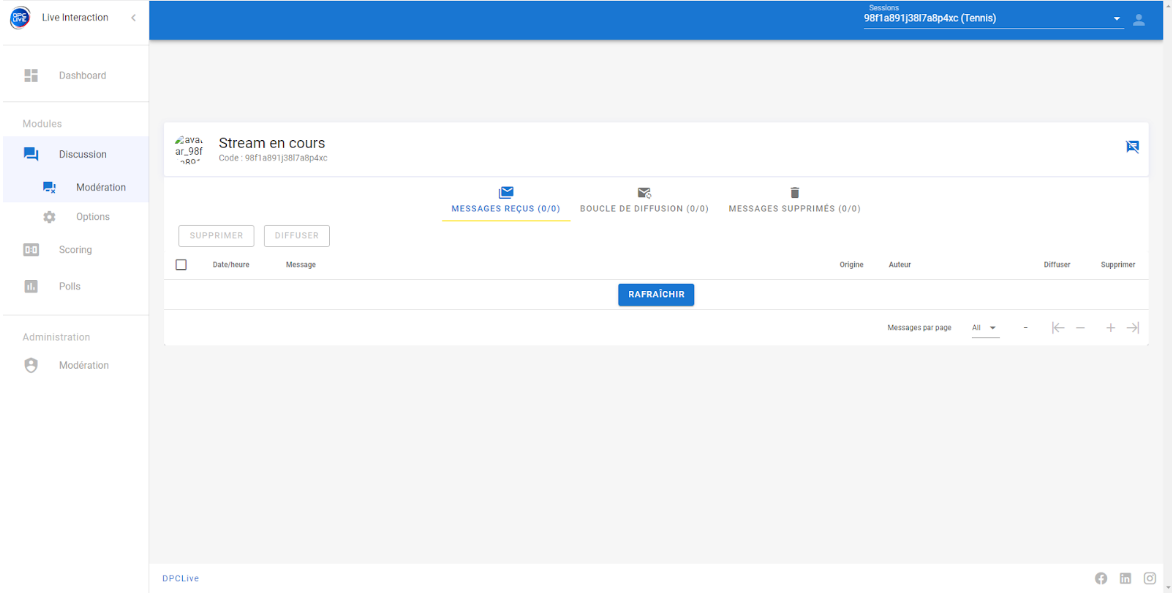 DPC
LIVE
Live Interaction
Sessions
98f1a891j38l7a8p4xc (Tennis)
Dashboard
Modules
Discussion
Modération
Options
Scoring
Polls
Administration
Modération
avat
ar_98f
Stream en cours
Code : 98f1a891j38l7a8p4xc
MESSAGES REÇUS (0/0) BOUCLE DE DIFFUSION (0/0) MESSAGES SUPPRIMÉS (0/0)
SUPPRIMER DIFFUSER
Date/heure Message Origine Auteur Diffuser Supprimer
RAFRAÎCHIR
Messages par page All -
DPCLive